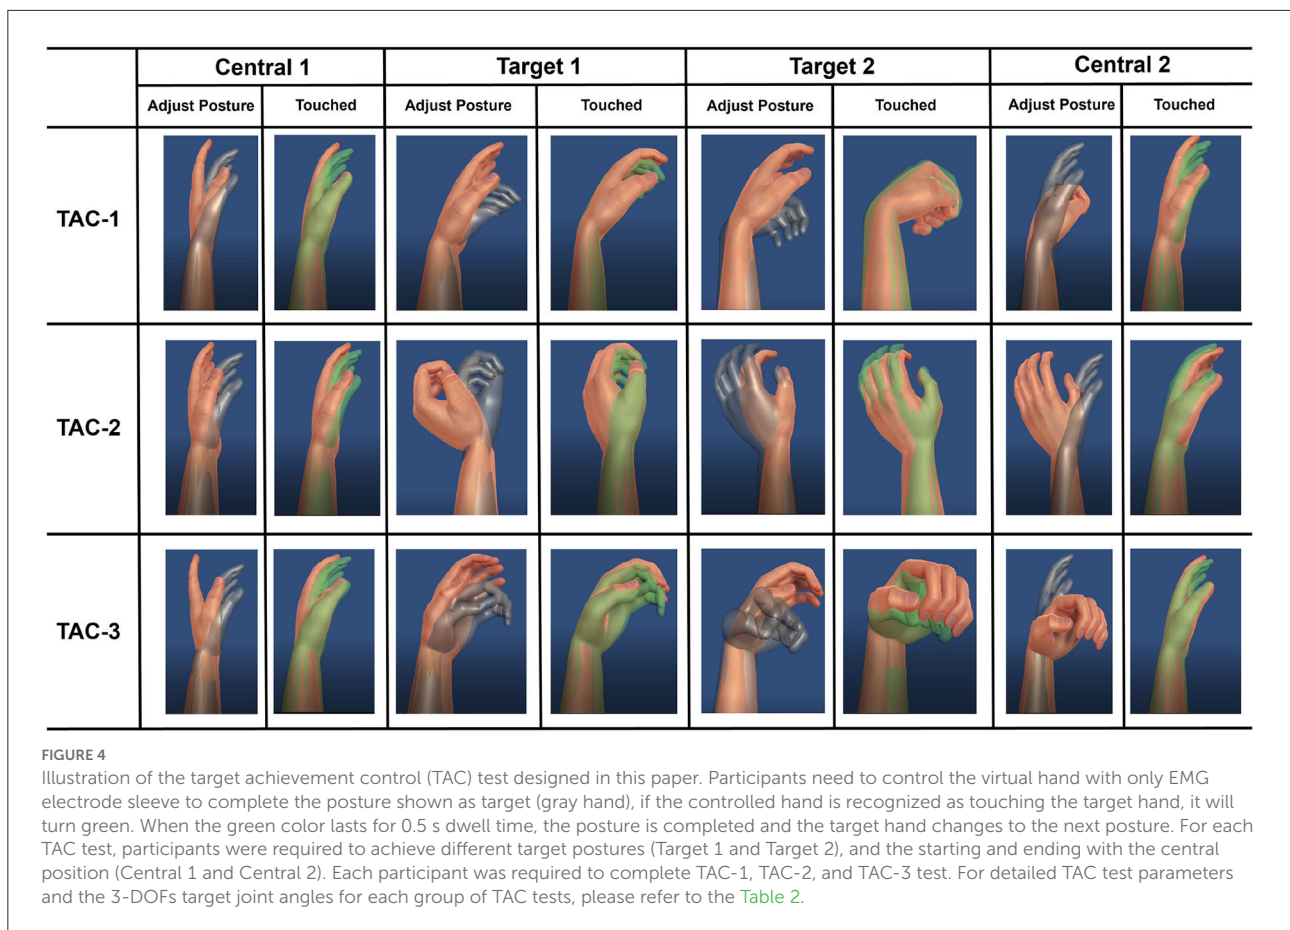 Central 1 Target 1 Target 2 Central 2
Adjust Posture Touched Adjust Posture Touched Adjust Posture Touched Adjust Posture Touched
TAC-1
TAC-2
TAC-3
FIGURE 4
Illustration of the target achievement control (TAC) test designed in this paper. Participants need to control the virtual hand with only EMG
electrode sleeve to complete the posture shown as target (gray hand), if the controlled hand is recognized as touching the target hand, it will
turn green. When the green color lasts for 0.5 s dwell time, the posture is completed and the target hand changes to the next posture. For each
TAC test, participants were required to achieve different target postures (Target 1 and Target 2), and the starting and ending with the central
position (Central 1 and Central 2). Each participant was required to complete TAC-1, TAC-2, and TAC-3 test. For detailed TAC test parameters
and the 3-DOFs target joint angles for each group of TAC tests, please refer to the Table 2.